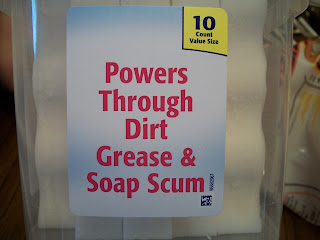 10
Count
Value Size
Powers
Through
Dirt
Grease &
Soap Scum